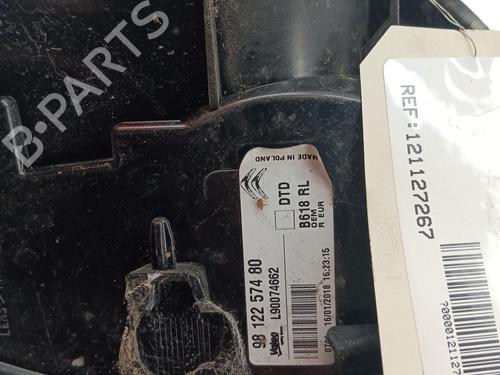 MADE IN POLAND
DTD
B618 RL
OEM
R EUR
98 122 574 80
L90074662
Valeo
16/01/2018 16:23:15
REF:121127267
B-PARTS